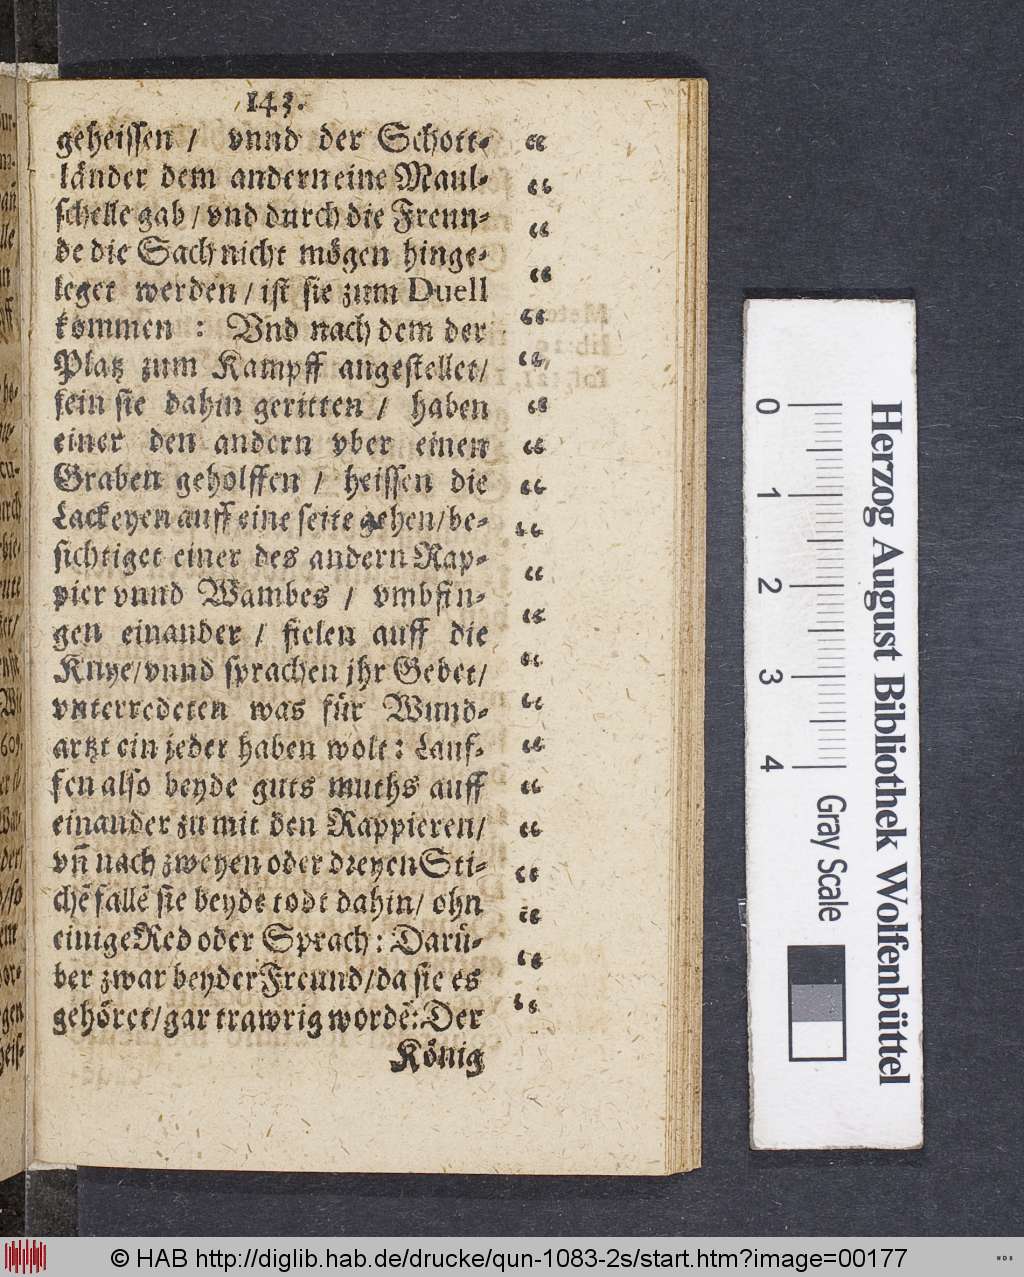 143.
geheissen / vnnd der Schott-
länder dem andern eine Maul-
schelle gab / vnd durch die Freun-
de die Sach nicht mögen hinge-
leget werden / ist sie zum Duell
kommen : Vnd nach dem der
Platz zum Kampff angestellet /
sein sie dahin geritten / haben
einer den andern vber einen
Graben geholffen / heissen die
Lackeyen auff eine seite gehen / be-
sichtiget einer des andern Rap-
pier vnnd Wambes / vmbfin-
gen einander / fielen auff die
Knye / vnnd sprachen jhr Gebet /
vnterredeten was für Wund-
artzt ein jeder haben wolt : Lauf-
fen also beyde guts muths auff
einander zu mit den Rappieren /
vn̄ nach zweyen oder dreyen Sti-
chē fallē sie beyde todt dahin / ohn
einige Red oder Sprach : Darü-
ber zwar beyder Freund / da sie es
gehöret / gar trawrig wordē : Der
König
Herzog August Bibliothek Wolfenbüttel
0 1 2 3 4 Gray Scale
© HAB http://diglib.hab.de/drucke/qun-1083-2s/start.htm?image=00177